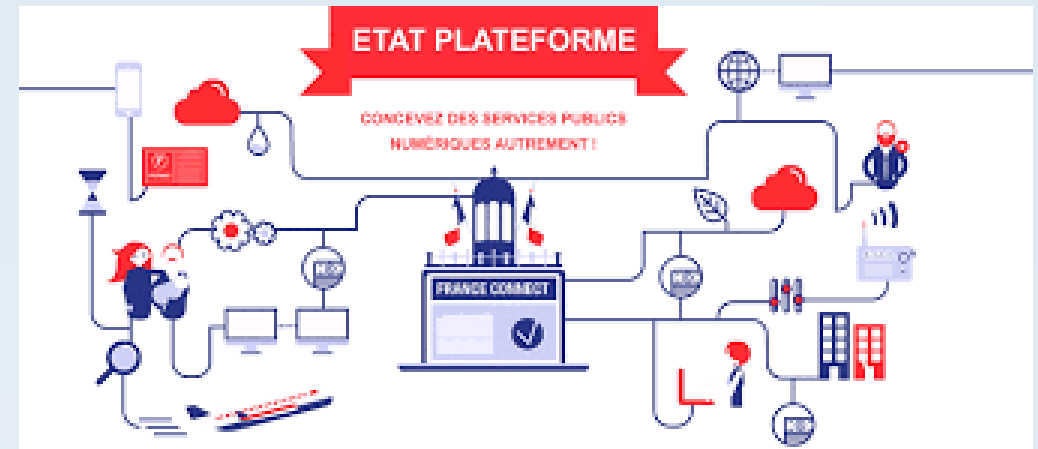 ETAT PLATEFORME
CONCEVEZ DES SERVICES PUBLICS
NUMÉRIQUES AUTREMENT !
FRANCE CONNECT